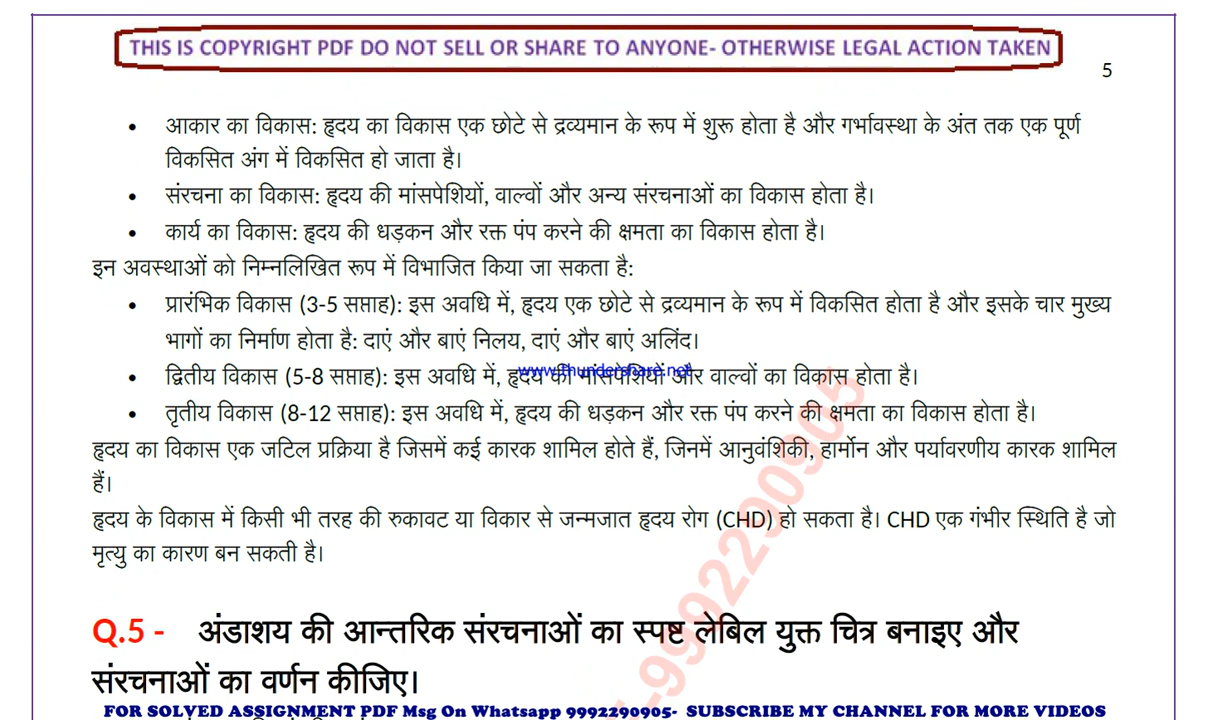 THIS IS COPYRIGHT PDF DO NOT SELL OR SHARE TO ANYONE- OTHERWISE LEGAL ACTION TAKEN
5
• आकार का विकास: हृदय का विकास एक छोटे से द्रव्यमान के रूप में शुरू होता है और गर्भावस्था के अंत तक एक पूर्ण
विकसित अंग में विकसित हो जाता है।
• संरचना का विकास: हृदय की मांसपेशियों, वाल्वों और अन्य संरचनाओं का विकास होता है।
• कार्य का विकास: हृदय की धड़कन और रक्त पंप करने की क्षमता का विकास होता है।
इन अवस्थाओं को निम्नलिखित रूप में विभाजित किया जा सकता है:
• प्रारंभिक विकास (3-5 सप्ताह): इस अवधि में, हृदय एक छोटे से द्रव्यमान के रूप में विकसित होता है और इसके चार मुख्य
भागों का निर्माण होता है: दाएं और बाएं निलय, दाएं और बाएं अलिंद।
www.thundershare.net
• द्वितीय विकास (5-8 सप्ताह): इस अवधि में, हृदय की मांसपेशियों और वाल्वों का विकास होता है।
• तृतीय विकास (8-12 सप्ताह): इस अवधि में, हृदय की धड़कन और रक्त पंप करने की क्षमता का विकास होता है।
हृदय का विकास एक जटिल प्रक्रिया है जिसमें कई कारक शामिल होते हैं, जिनमें आनुवंशिकी, हार्मोन और पर्यावरणीय कारक शामिल
हैं।
हृदय के विकास में किसी भी तरह की रुकावट या विकार से जन्मजात हृदय रोग (CHD) हो सकता है। CHD एक गंभीर स्थिति है जो
मृत्यु का कारण बन सकती है।
-9992290905
Q.5 - अंडाशय की आन्तरिक संरचनाओं का स्पष्ट लेबिल युक्त चित्र बनाइए और
संरचनाओं का वर्णन कीजिए।
FOR SOLVED ASSIGNMENT PDF Msg On Whatsapp 9992290905- SUBSCRIBE MY CHANNEL FOR MORE VIDEOS